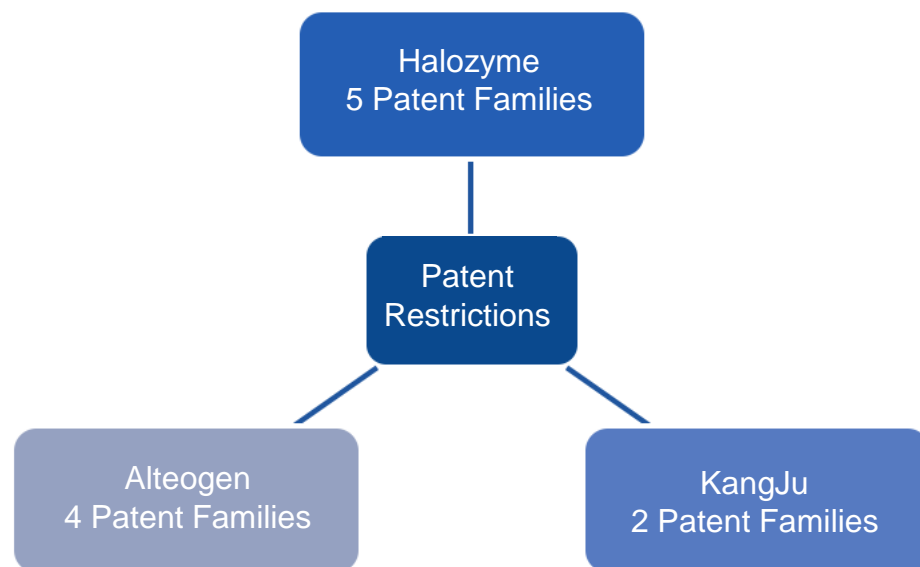 Halozyme
5 Patent Families
Patent
Restrictions
Alteogen
4 Patent Families
KangJu
2 Patent Families